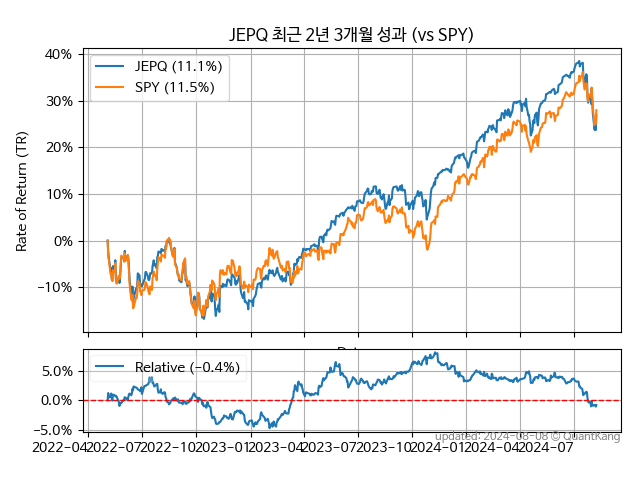 JEPQ 최근 2년 3개월 성과 (vs SPY)
40%
30%
20%
10%
0%
−10%
Rate of Return (TR)
JEPQ (11.1%)
SPY (11.5%)
5.0%
0.0%
−5.0%
Relative (−0.4%)
updated: 2024-08-08 © QuantKang
2022-04 2022-07 2022-10 2023-01 2023-04 2023-07 2023-10 2024-01 2024-04 2024-07